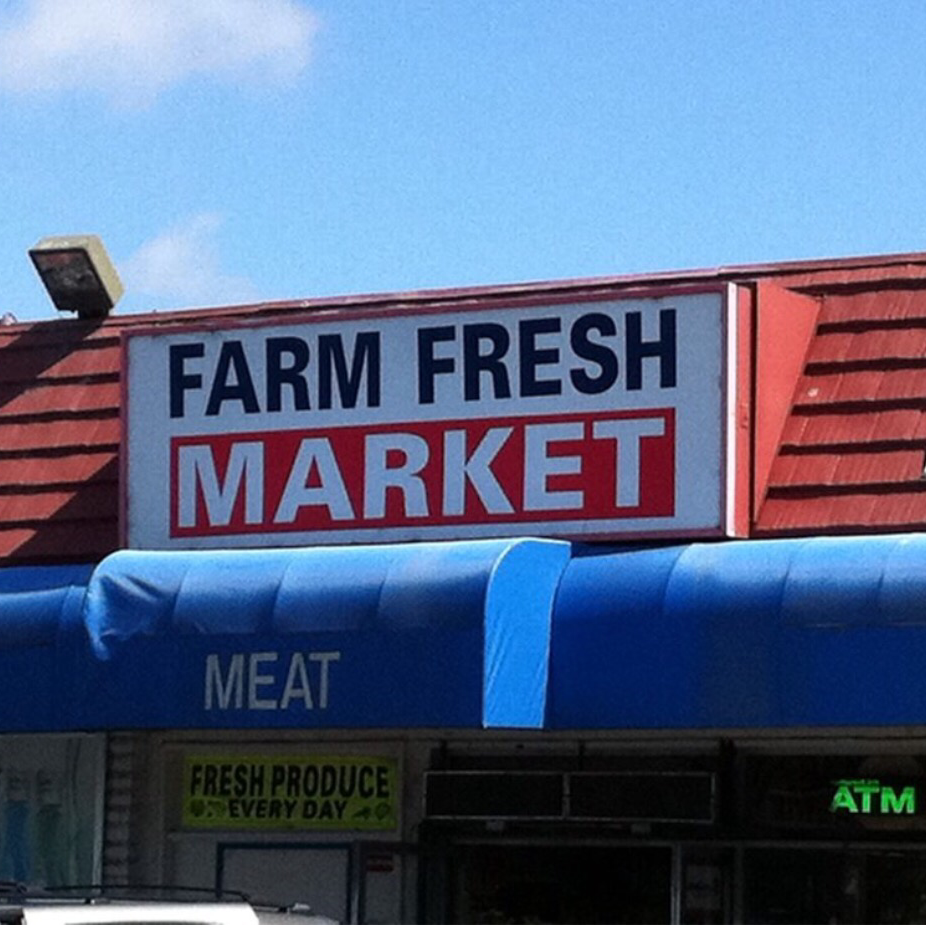 FARM FRESH
MARKET
MEAT
FRESH PRODUCE
EVERY DAY
ATM